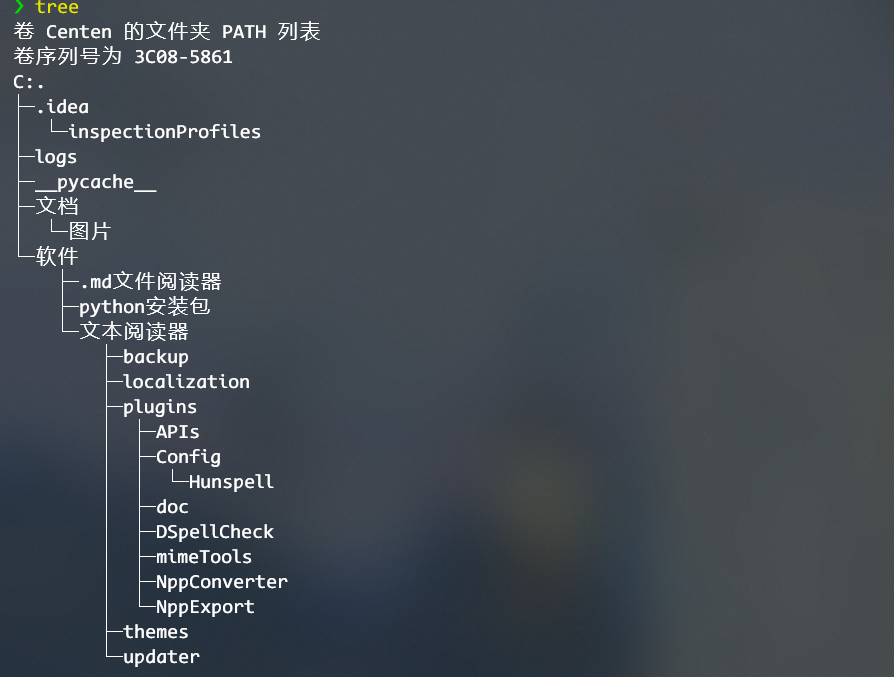 ❯ tree
卷 Centen 的文件夹 PATH 列表
卷序列号为 3C08-5861
C:.
├─.idea
│  └─inspectionProfiles
├─logs
├─__pycache__
├─文档
│  └─图片
└─软件
    ├─.md文件阅读器
    ├─python安装包
    └─文本阅读器
        ├─backup
        ├─localization
        ├─plugins
        │  ├─APIs
        │  ├─Config
        │  │  └─Hunspell
        │  ├─doc
        │  ├─DSpellCheck
        │  ├─mimeTools
        │  ├─NppConverter
        │  └─NppExport
        ├─themes
        └─updater